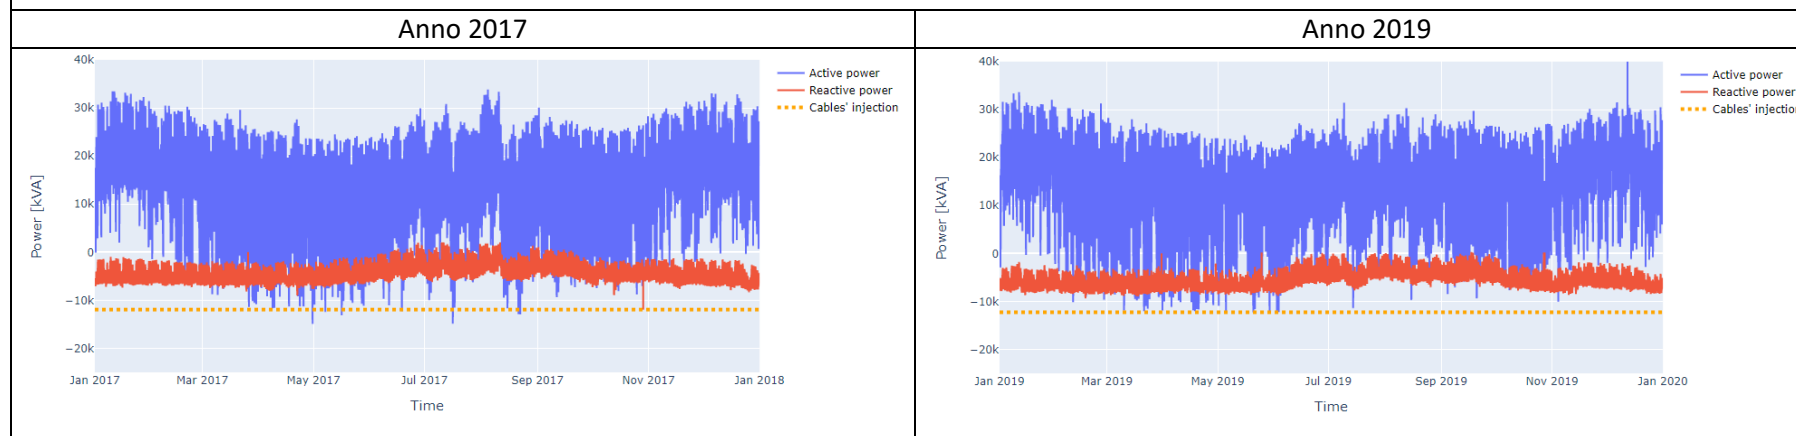 Anno 2017
Anno 2019
40k
30k
20k
10k
0
−10k
−20k
Power [kVA]
Jan 2017
Mar 2017
May 2017
Jul 2017
Sep 2017
Nov 2017
Jan 2018
Time
Active power
Reactive power
Cables' injection
40k
30k
20k
10k
0
−10k
−20k
Power [kVA]
Jan 2019
Mar 2019
May 2019
Jul 2019
Sep 2019
Nov 2019
Jan 2020
Time
Active power
Reactive power
Cables' injection